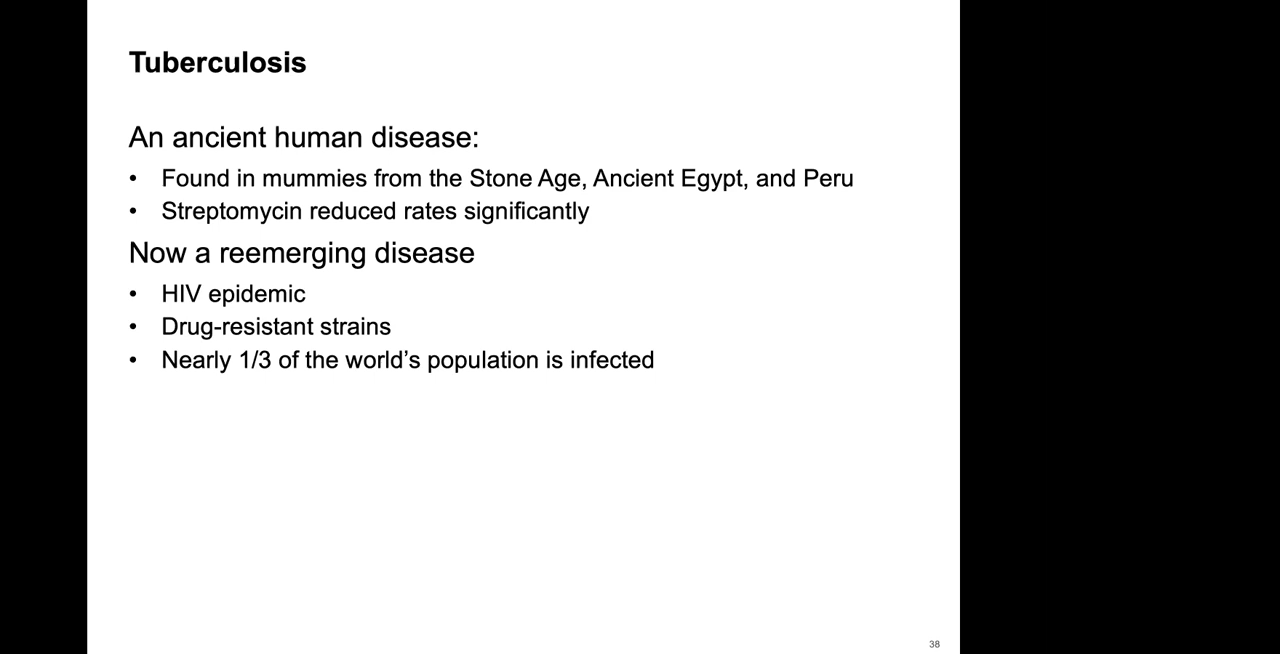 Tuberculosis
An ancient human disease:
• Found in mummies from the Stone Age, Ancient Egypt, and Peru
• Streptomycin reduced rates significantly
Now a reemerging disease
• HIV epidemic
• Drug-resistant strains
• Nearly 1/3 of the world’s population is infected
38